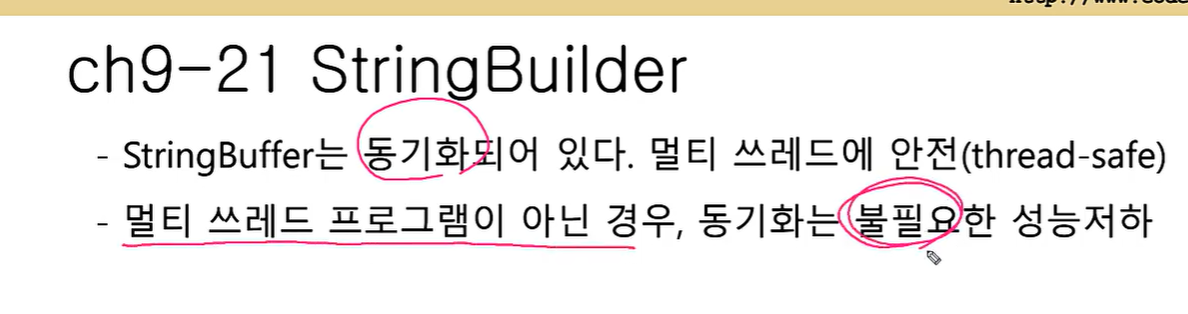 ch9-21 StringBuilder
- StringBuffer는 동기화되어 있다. 멀티 쓰레드에 안전(thread-safe)
- 멀티 쓰레드 프로그램이 아닌 경우, 동기화는 불필요한 성능저하